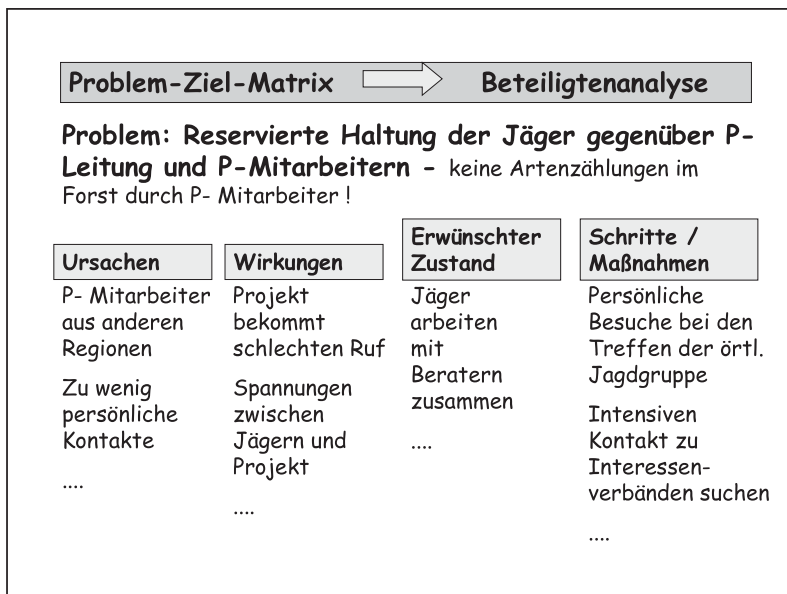 Problem-Ziel-Matrix Beteiligtenanalyse
Problem: Reservierte Haltung der Jäger gegenüber P-
Leitung und P-Mitarbeitern - keine Artenzählungen im
Forst durch P- Mitarbeiter !
Ursachen
P- Mitarbeiter
aus anderen
Regionen
Zu wenig
persönliche
Kontakte
....
Wirkungen
Projekt
bekommt
schlechten Ruf
Spannungen
zwischen
Jägern und
Projekt
....
Erwünschter
Zustand
Jäger
arbeiten
mit
Beratern
zusammen
....
Schritte /
Maßnahmen
Persönliche
Besuche bei den
Treffen der örtl.
Jagdgruppe
Intensiven
Kontakt zu
Interessen-
verbänden suchen
....